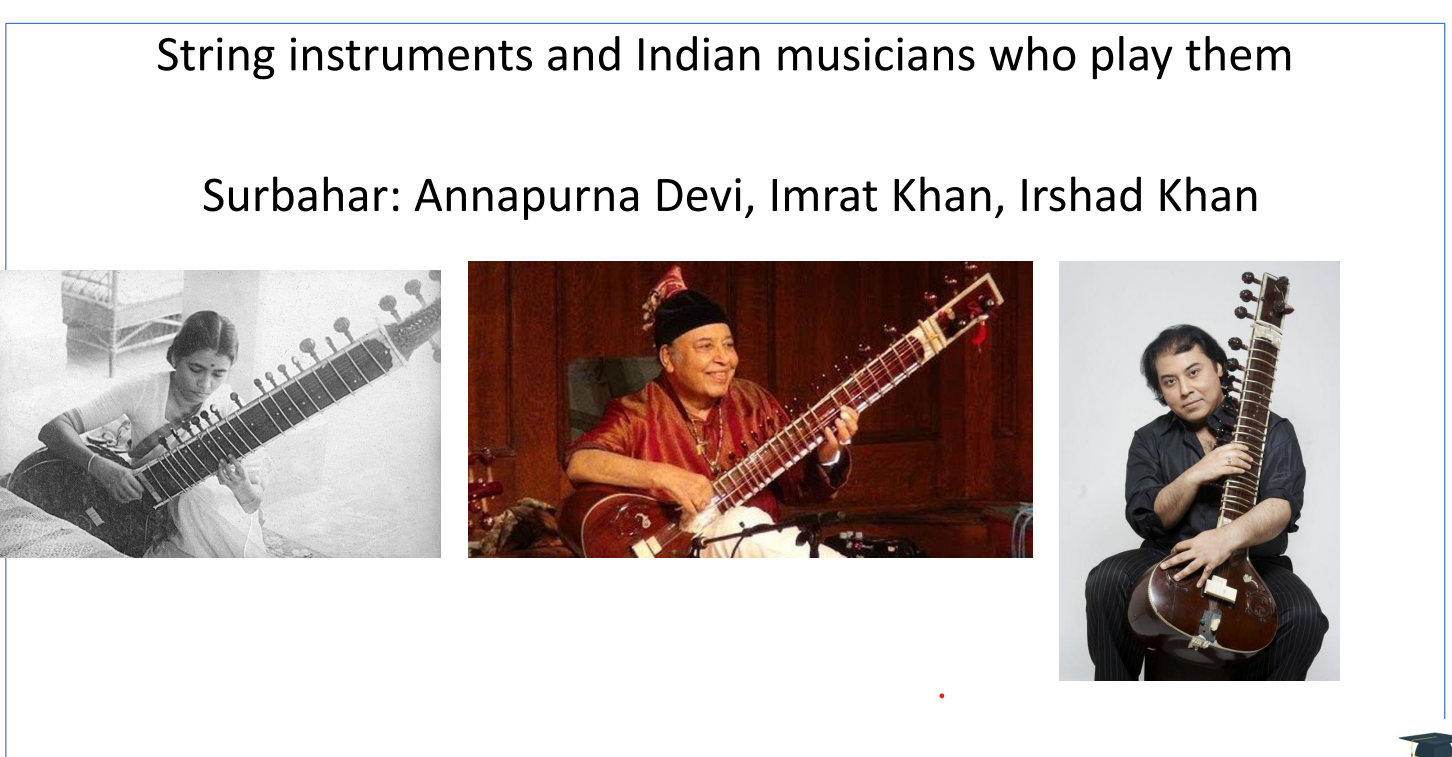 String instruments and Indian musicians who play them
Surbahar: Annapurna Devi, Imrat Khan, Irshad Khan